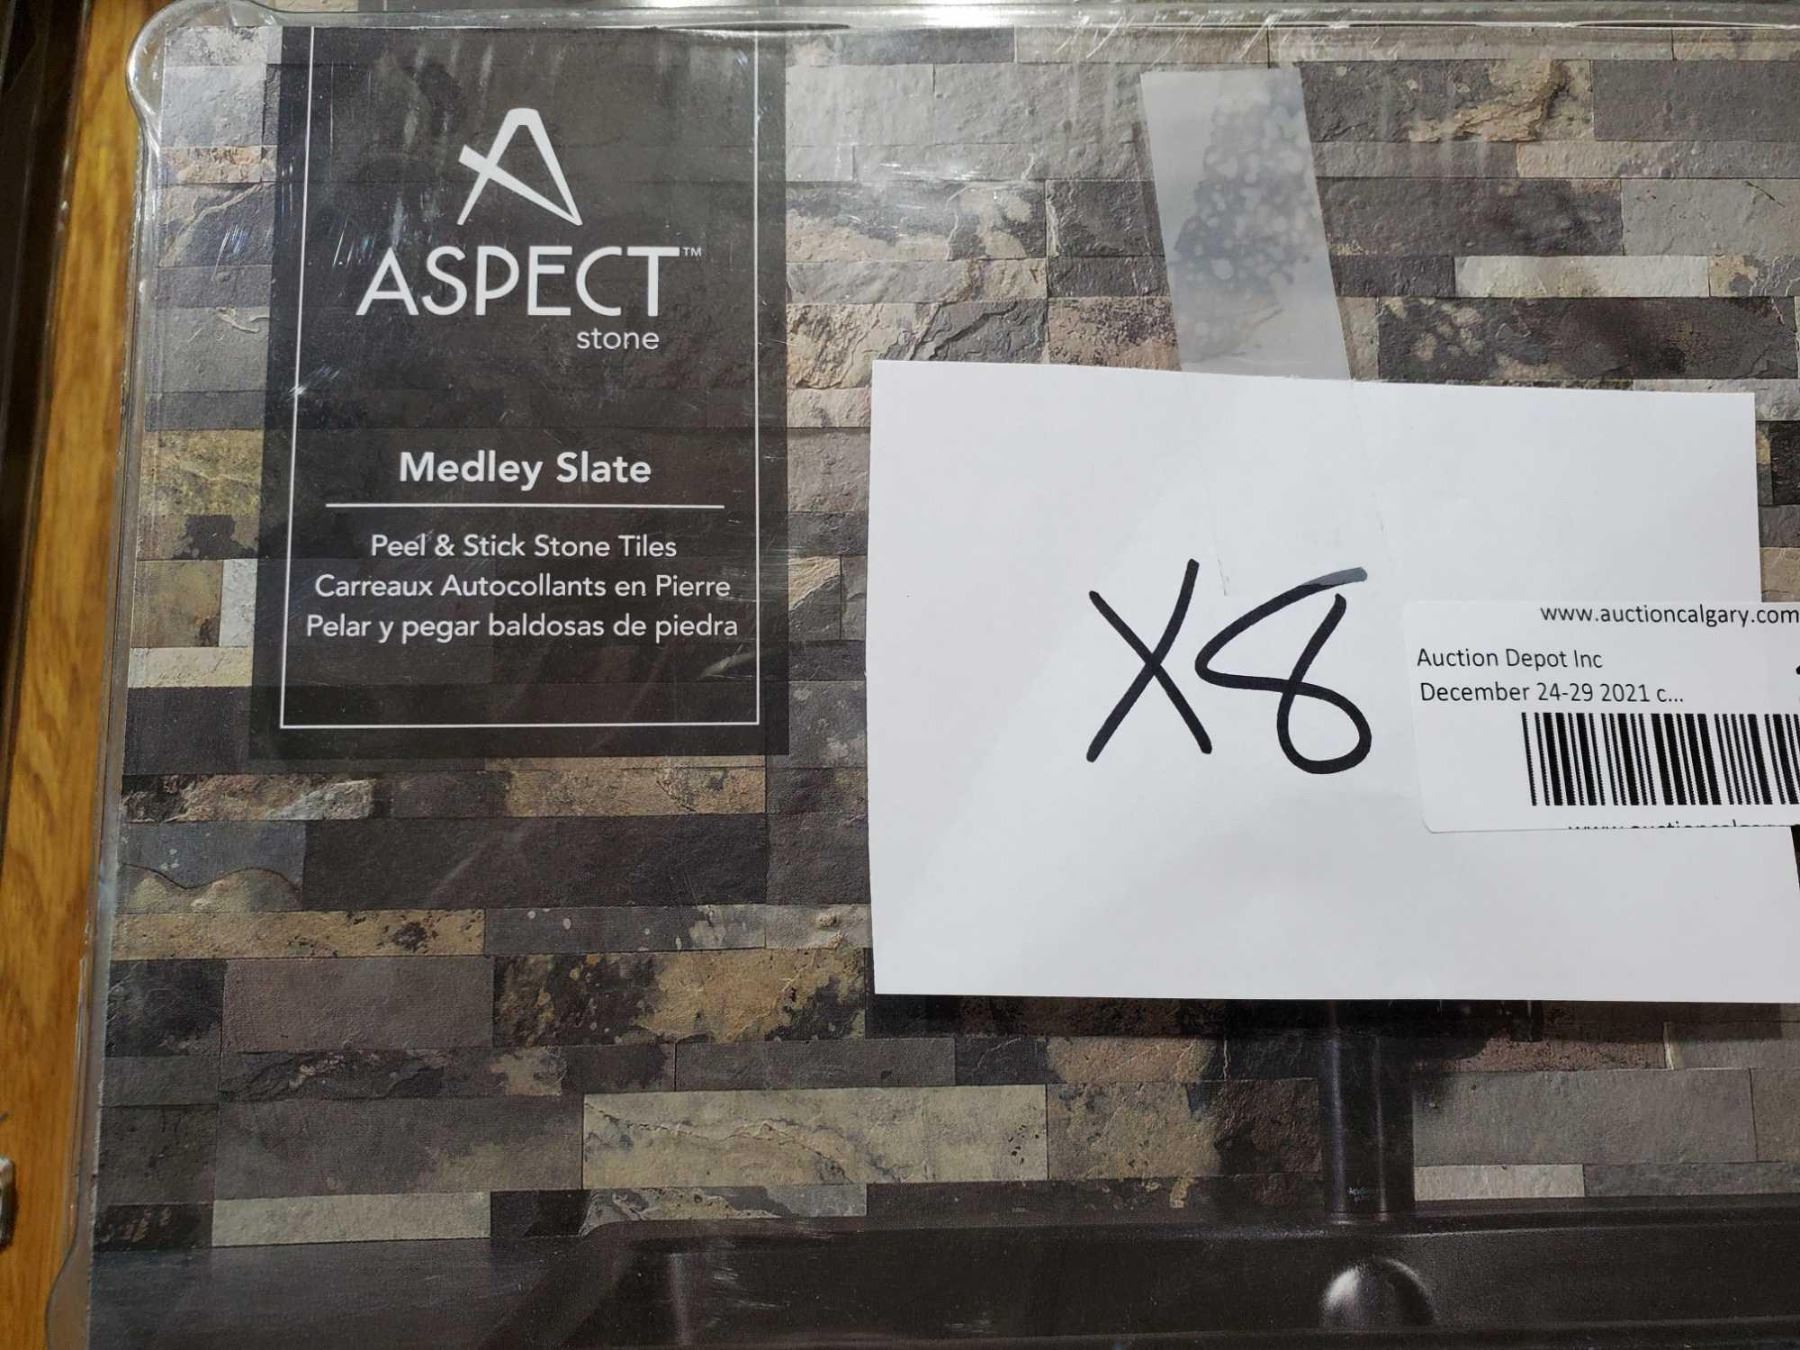 ASPECT™
stone
Medley Slate
Peel & Stick Stone Tiles
Carreaux Autocollants en Pierre
Pelar y pegar baldosas de piedra
X8
www.auctioncalgary.com
Auction Depot Inc
December 24-29 2021 c...